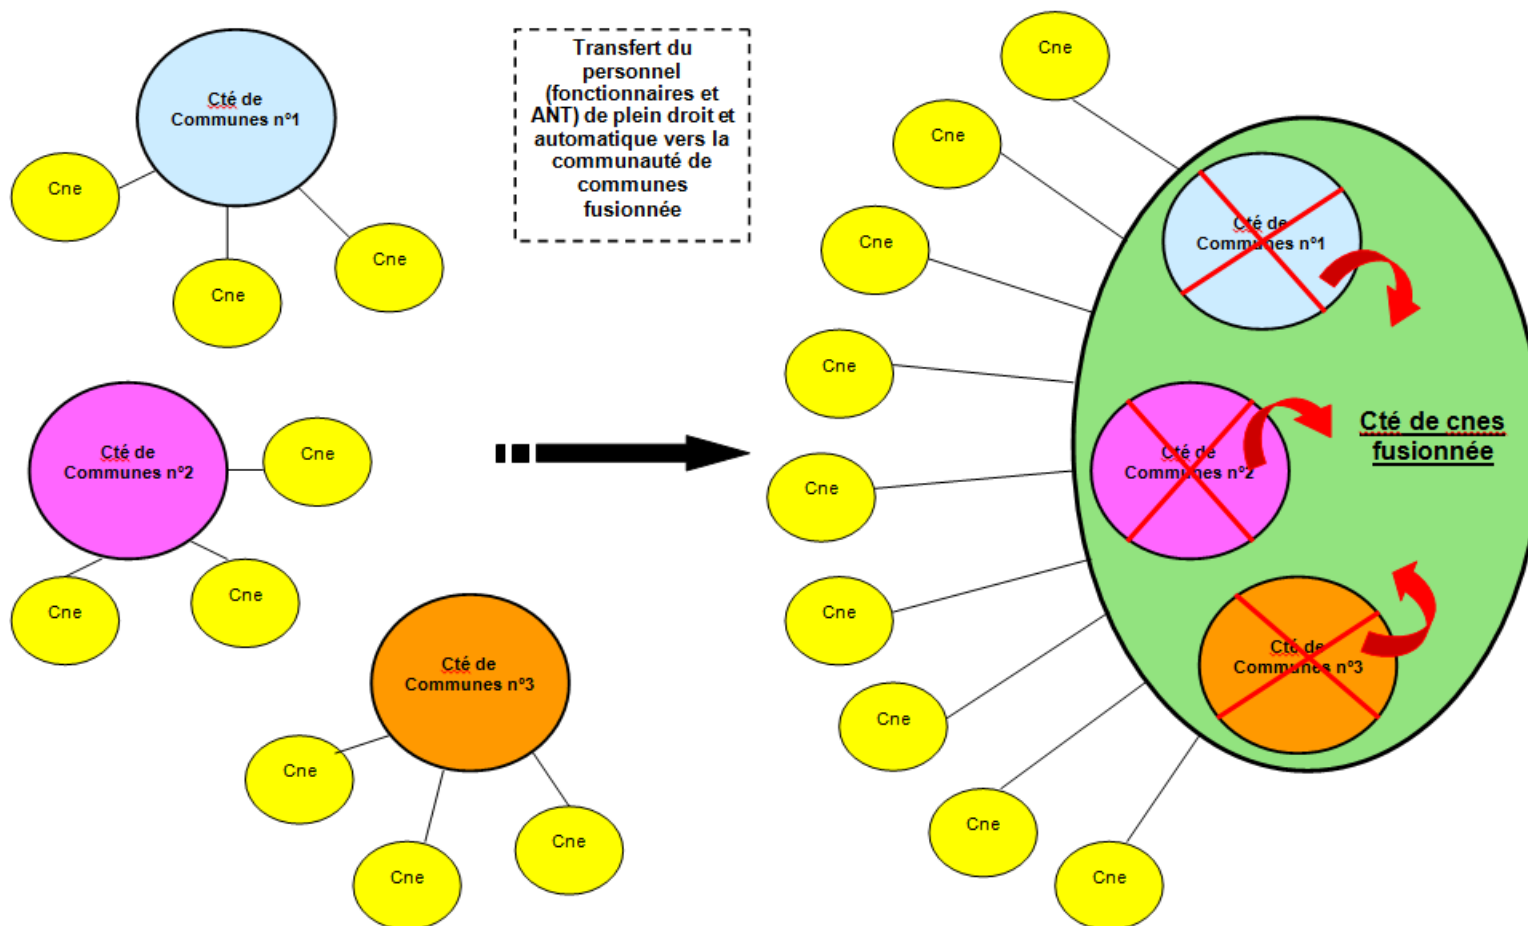 Cté de
Communes n°1
Cne
Cne
Cne
Cté de
Communes n°2
Cne
Cne
Cne
Cté de
Communes n°3
Cne
Cne
Cne
Transfert du
personnel
(fonctionnaires et
ANT) de plein droit et
automatique vers la
communauté de
communes
fusionnée
Cne
Cne
Cne
Cne
Cne
Cne
Cne
Cne
Cne
Cté de
Communes n°1
Cté de
Communes n°2
Cté de
Communes n°3
Cté de cnes
fusionnée